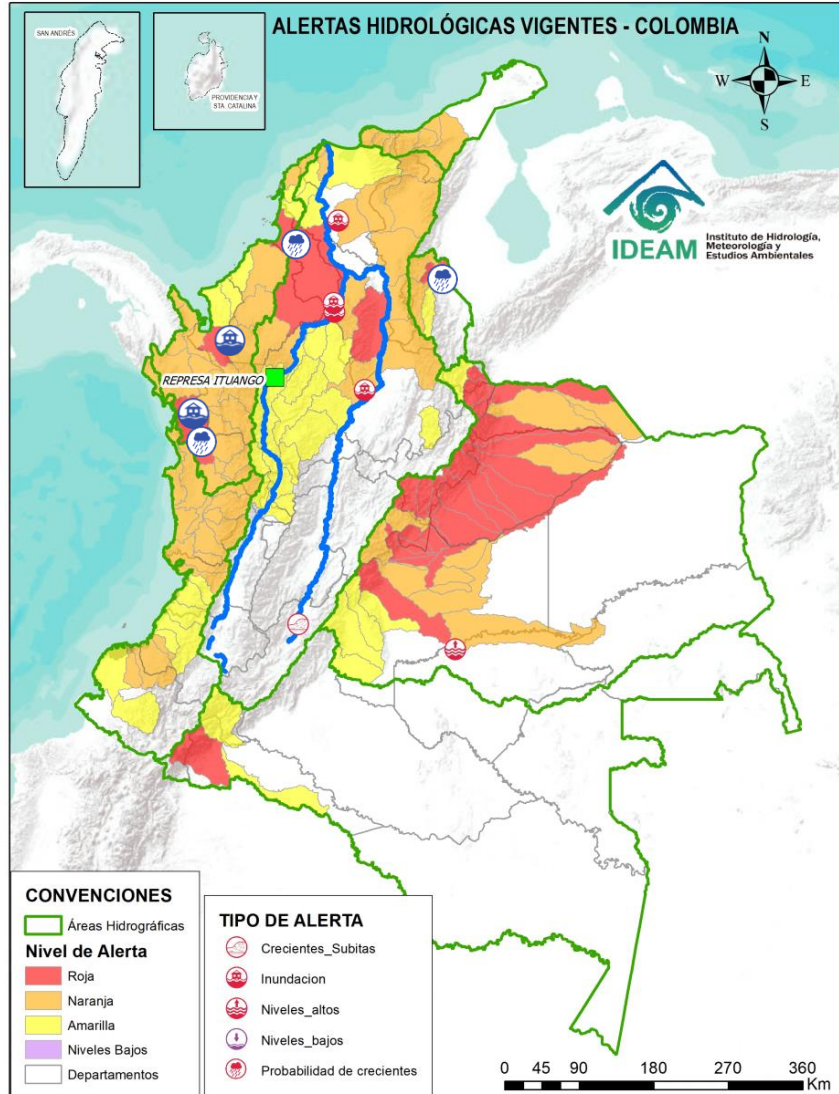 ALERTAS HIDROLÓGICAS VIGENTES - COLOMBIA
SAN ANDRÉS
PROVIDENCIA Y
STA. CATALINA
N
W
E
S
IDEAM
Instituto de Hidrología,
Meteorología y
Estudios Ambientales
REPRESA ITUANGO
CONVENCIONES
Áreas Hidrográficas
Nivel de Alerta
Roja
Naranja
Amarilla
Niveles Bajos
Departamentos
TIPO DE ALERTA
Crecientes_Subitas
Inundacion
Niveles_altos
Niveles_bajos
Probabilidad de crecientes
0 45 90 180 270 360
Km